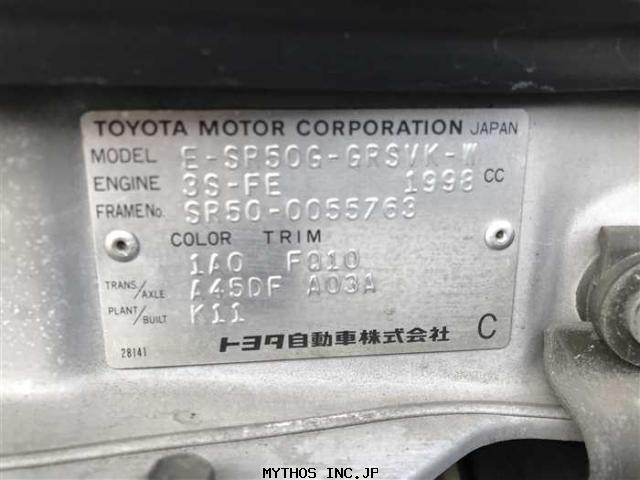 TOYOTA MOTOR CORPORATION JAPAN
MODEL E-SR50G-GRSVK-W
ENGINE 3S-FE 1998 CC
FRAME No. SR50-0055763
COLOR TRIM
1A0 FQ10
TRANS./AXLE A45DF A03A
PLANT/BUILT K11
28141 トヨタ自動車株式会社 C
MYTHOS INC.JP